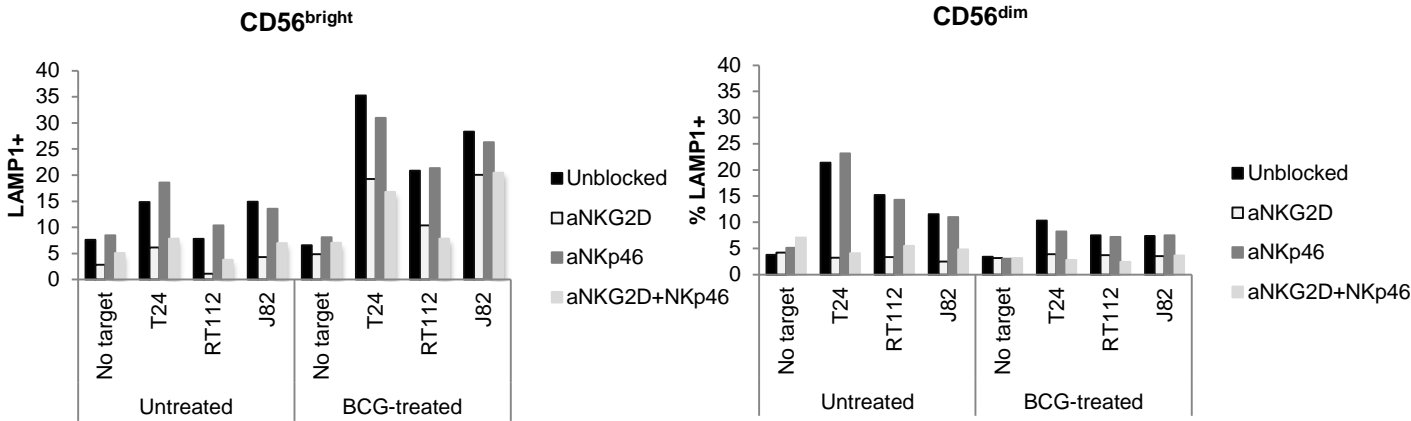 CD56bright
40
35
30
25
20
15
10
5
0
LAMP1+
No target
T24
RT112
J82
No target
T24
RT112
J82
Untreated
BCG-treated
Unblocked
aNKG2D
aNKp46
aNKG2D+NKp46
CD56dim
40
35
30
25
20
15
10
5
0
% LAMP1+
No target
T24
RT112
J82
No target
T24
RT112
J82
Untreated
BCG-treated
Unblocked
aNKG2D
aNKp46
aNKG2D+NKp46